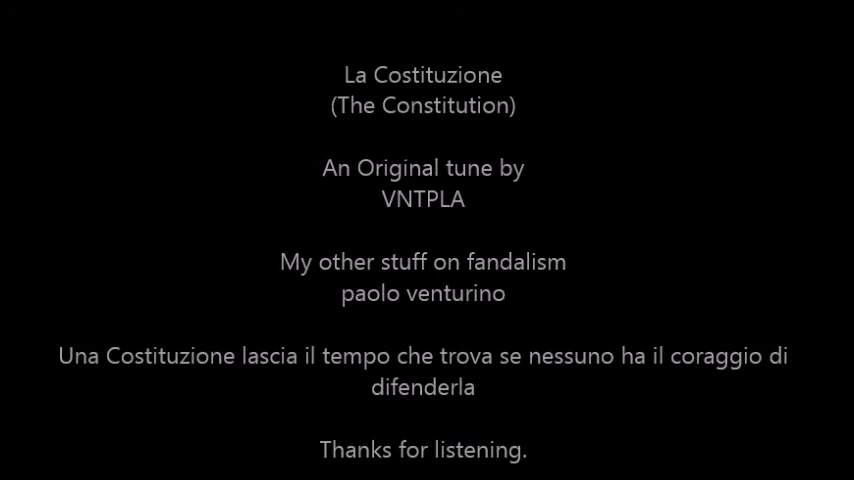 La Costituzione
(The Constitution)
An Original tune by
VNTPLA
My other stuff on fandalism
paolo venturino
Una Costituzione lascia il tempo che trova se nessuno ha il coraggio di
difenderla
Thanks for listening.